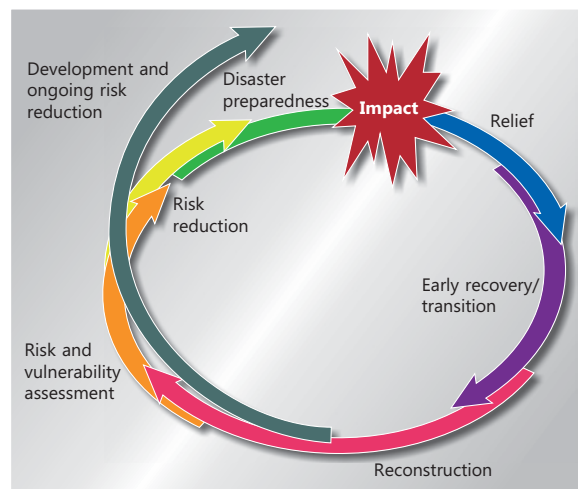 Development and
ongoing risk
reduction
Disaster
preparedness
Impact
Relief
Risk
reduction
Early recovery/
transition
Risk and
vulnerability
assessment
Reconstruction